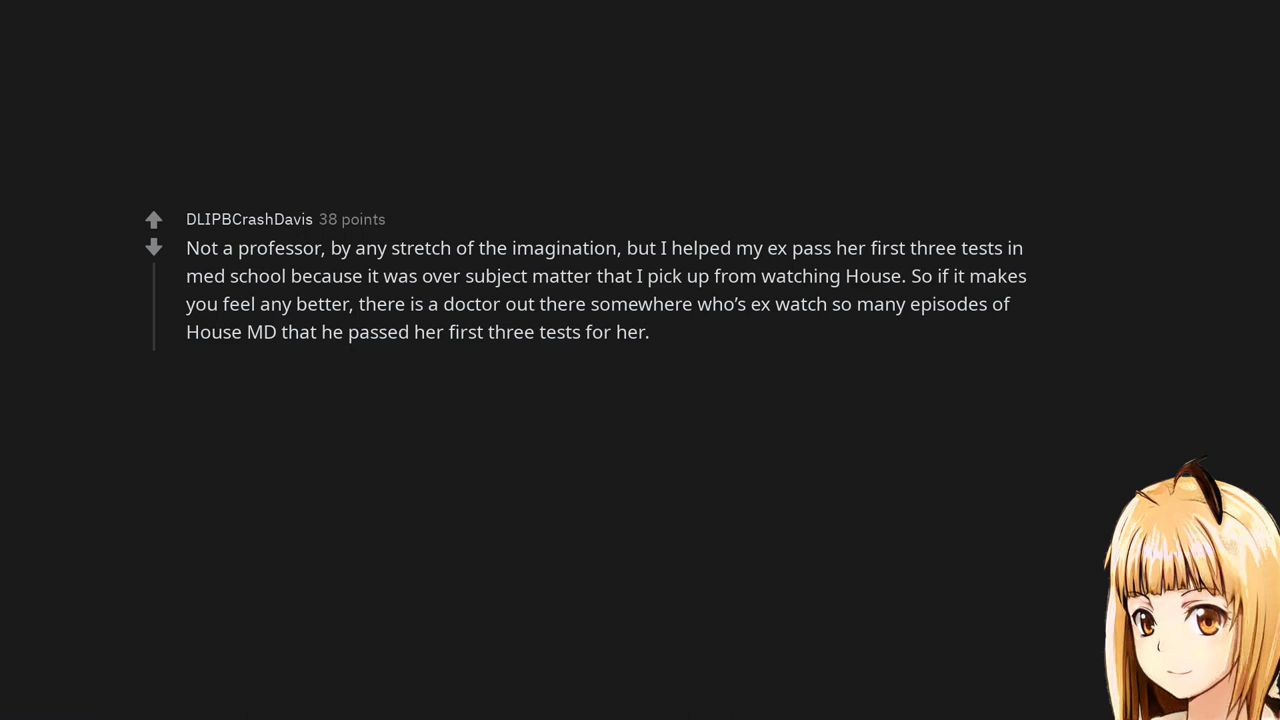 DLIPBCrashDavis 38 points
Not a professor, by any stretch of the imagination, but I helped my ex pass her first three tests in
med school because it was over subject matter that I pick up from watching House. So if it makes
you feel any better, there is a doctor out there somewhere who’s ex watch so many episodes of
House MD that he passed her first three tests for her.